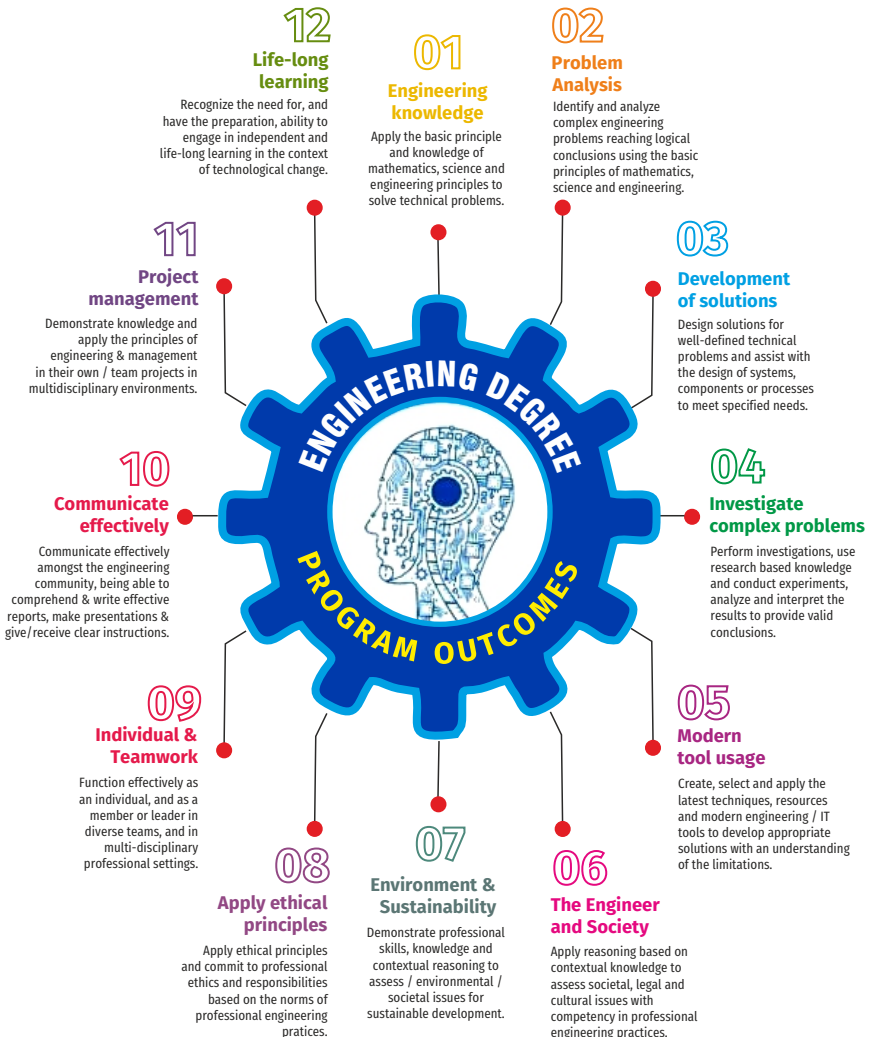 ENGINEERING DEGREE
PROGRAM OUTCOMES
01
Engineering
knowledge
Apply the basic principle
and knowledge of
mathematics, science and
engineering principles to
solve technical problems.
02
Problem
Analysis
Identify and analyze
complex engineering
problems reaching logical
conclusions using the basic
principles of mathematics,
science and engineering.
03
Development
of solutions
Design solutions for
well-defined technical
problems and assist with
the design of systems,
components or processes
to meet specified needs.
04
Investigate
complex problems
Perform investigations, use
research based knowledge
and conduct experiments,
analyze and interpret the
results to provide valid
conclusions.
05
Modern
tool usage
Create, select and apply the
latest techniques, resources
and modern engineering / IT
tools to develop appropriate
solutions with an understanding
of the limitations.
06
The Engineer
and Society
Apply reasoning based on
contextual knowledge to
assess societal, legal and
cultural issues with
competency in professional
engineering practices.
07
Environment &
Sustainability
Demonstrate professional
skills, knowledge and
contextual reasoning to
assess / environmental /
societal issues for
sustainable development.
08
Apply ethical
principles
Apply ethical principles
and commit to professional
ethics and responsibilities
based on the norms of
professional engineering
pratices.
09
Individual &
Teamwork
Function effectively as
an individual, and as a
member or leader in
diverse teams, and in
multi-disciplinary
professional settings.
10
Communicate
effectively
Communicate effectively
amongst the engineering
community, being able to
comprehend & write effective
reports, make presentations &
give/receive clear instructions.
11
Project
management
Demonstrate knowledge and
apply the principles of
engineering & management
in their own / team projects in
multidisciplinary environments.
12
Life-long
learning
Recognize the need for, and
have the preparation, ability to
engage in independent and
life-long learning in the context
of technological change.